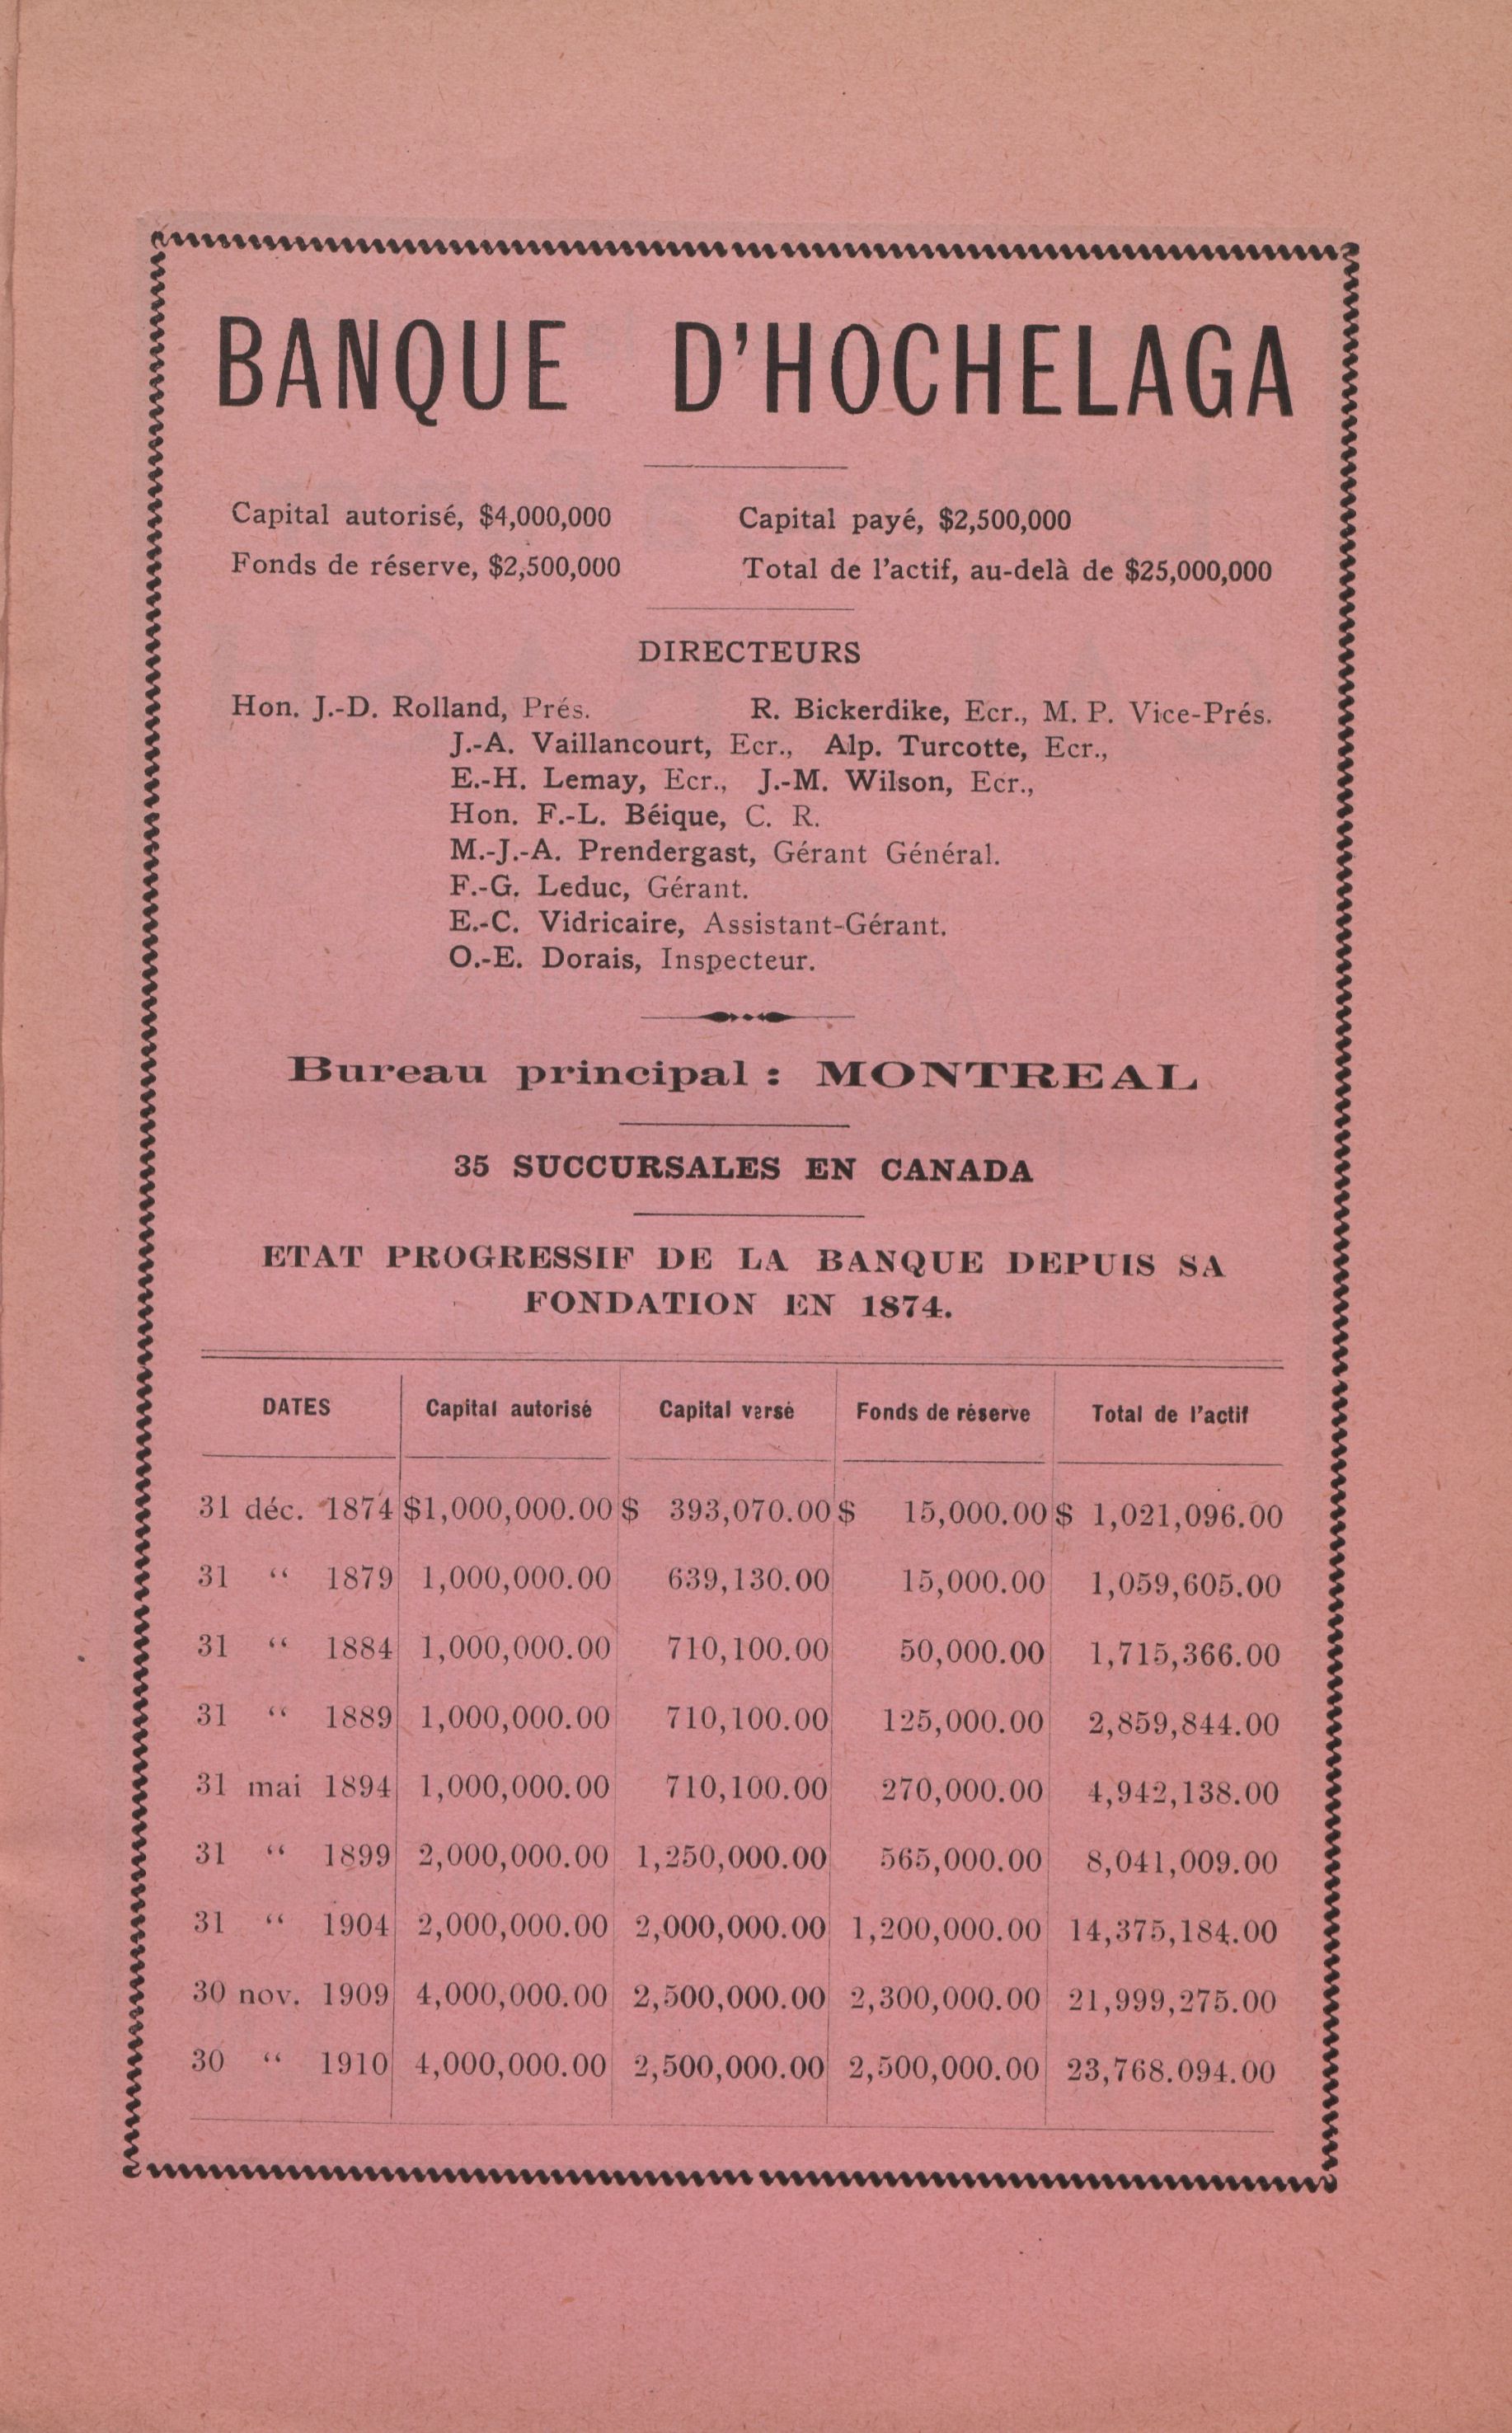 BANQUE D'HOCHELAGA
Capital autorisé, $4,000,000 Capital payé, $2,500,000
Fonds de réserve, $2,500,000 Total de l'actif, au-delà de $25,000,000
DIRECTEURS
Hon. J.-D. Rolland, Prés. R. Bickerdike, Ecr., M. P. Vice-Prés.
J.-A. Vaillancourt, Ecr., Alp. Turcotte, Ecr.,
E.-H. Lemay, Ecr., J.-M. Wilson, Ecr.,
Hon. F.-L. Béique, C. R.
M.-J.-A. Prendergast, Gérant Général.
F.-G. Leduc, Gérant.
E.-C. Vidricaire, Assistant-Gérant.
O.-E. Dorais, Inspecteur.
Bureau principal : MONTREAL
35 SUCCURSALES EN CANADA
ETAT PROGRESSIF DE LA BANQUE DEPUIS SA
FONDATION EN 1874.
DATES Capital autorisé Capital versé Fonds de réserve Total de l'actif
31 déc. 1874 $1,000,000.00 $ 393,070.00 $ 15,000.00 $ 1,021,096.00
31 “ 1879 1,000,000.00 639,130.00 15,000.00 1,059,605.00
31 “ 1884 1,000,000.00 710,100.00 50,000.00 1,715,366.00
31 “ 1889 1,000,000.00 710,100.00 125,000.00 2,859,844.00
31 mai 1894 1,000,000.00 710,100.00 270,000.00 4,942,138.00
31 “ 1899 2,000,000.00 1,250,000.00 565,000.00 8,041,009.00
31 “ 1904 2,000,000.00 2,000,000.00 1,200,000.00 14,375,184.00
30 nov. 1909 4,000,000.00 2,500,000.00 2,300,000.00 21,999,275.00
30 “ 1910 4,000,000.00 2,500,000.00 2,500,000.00 23,768.094.00